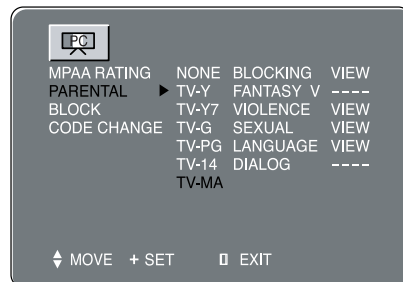 PC
MPAA RATING NONE BLOCKING VIEW
PARENTAL ▶ TV-Y FANTASY V ----
BLOCK TV-Y7 VIOLENCE VIEW
CODE CHANGE TV-G SEXUAL VIEW
TV-PG LANGUAGE VIEW
TV-14 DIALOG ----
TV-MA
MOVE + SET EXIT